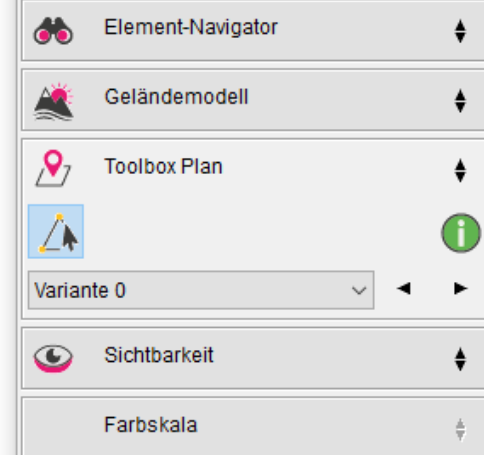 Element-Navigator
Geländemodell
Toolbox Plan
Variante 0
Sichtbarkeit
Farbskala